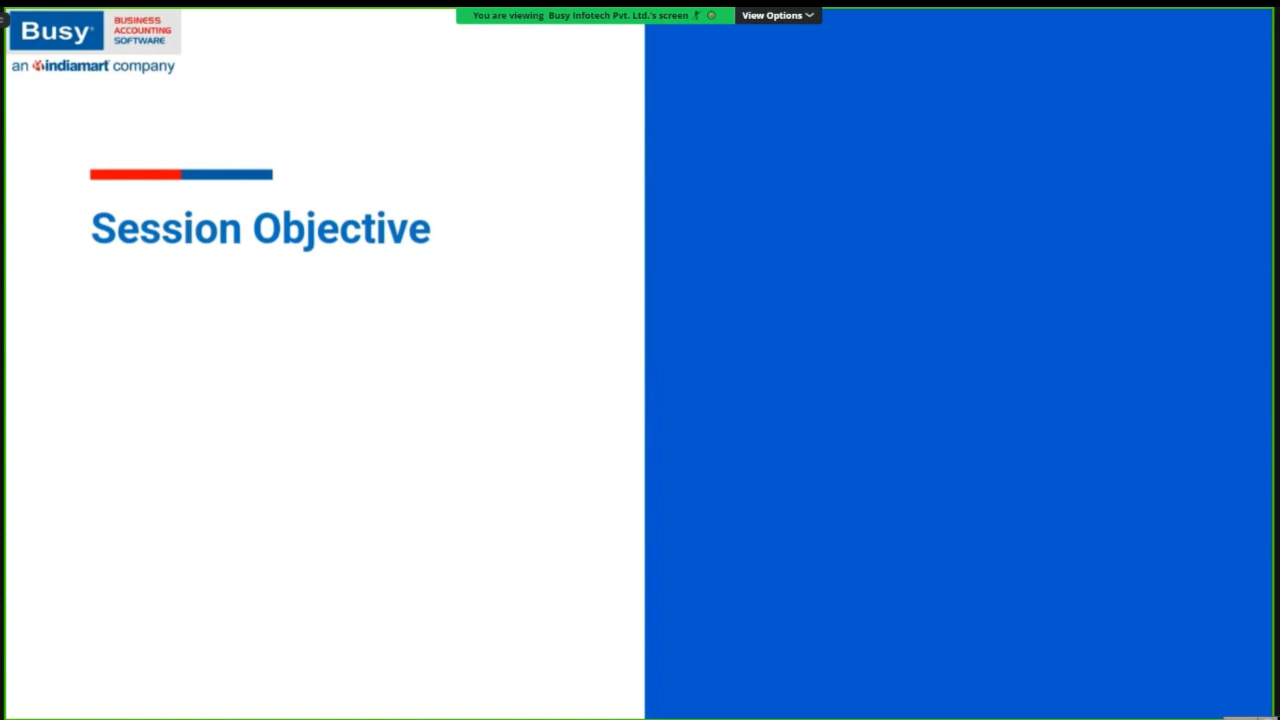 You are viewing Busy Infotech Pvt. Ltd.'s screen
View Options
Busy
BUSINESS
ACCOUNTING
SOFTWARE
an indiamart company
Session Objective